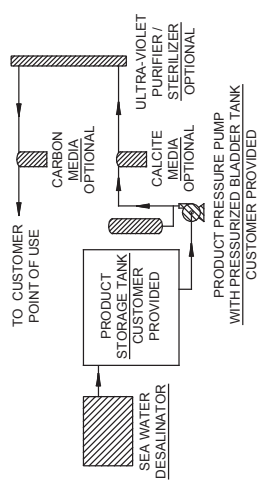 SEA WATER
DESALINATOR
PRODUCT
STORAGE TANK
CUSTOMER
PROVIDED
PRODUCT PRESSURE PUMP
WITH PRESSURIZED BLADDER TANK
CUSTOMER PROVIDED
CALCITE
MEDIA
OPTIONAL
ULTRA-VIOLET
PURIFIER /
STERILIZER
OPTIONAL
CARBON
MEDIA
OPTIONAL
TO CUSTOMER
POINT OF USE